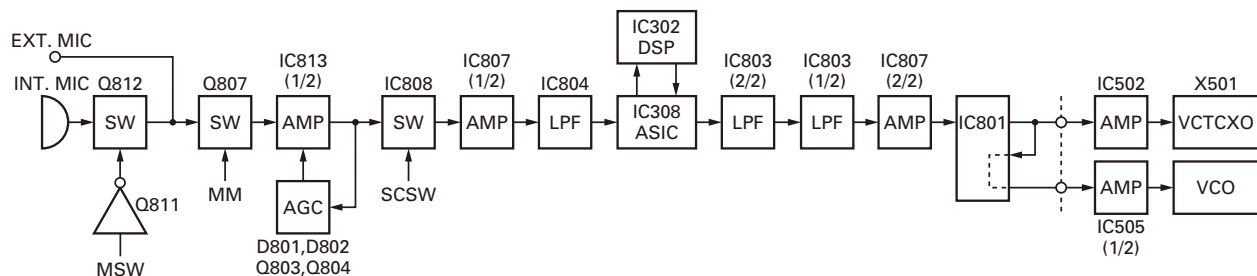 EXT. MIC
INT. MIC
Q812
SW
Q811
MSW
Q807
SW
MM
IC813
(1/2)
AMP
AGC
D801,D802
Q803,Q804
IC808
SW
SCSW
IC807
(1/2)
AMP
IC804
LPF
IC302
DSP
IC308
ASIC
IC803
(2/2)
LPF
IC803
(1/2)
LPF
IC807
(2/2)
AMP
IC801
IC502
AMP
X501
VCTCXO
AMP
IC505
(1/2)
VCO